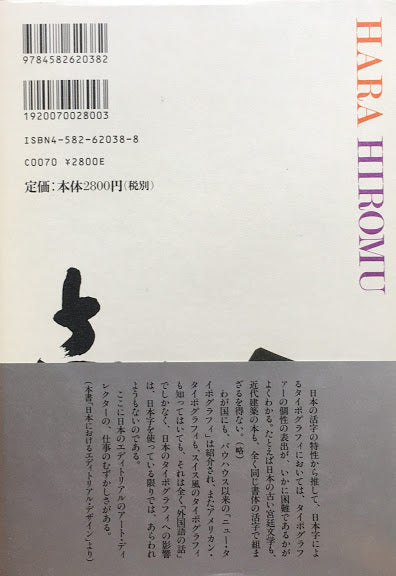 9784582620382
1920070028003
ISBN4-582-62038-8
C0070 ¥2800E
定価:本体2800円(税別)
HARA HIROMU
日本の活字の特性から推して、日本字によ
るタイポグラフィにおいては、タイポグラフ
ァーの個性の表出が、いかに困難であるかが
よくわかる。たとえば日本の古い宮廷文学も、
近代建築の本も、全く同じ書体の活字で組ま
ざるを得ない。(略)
わが国にも、バウハウス以来の「ニュー・タ
イポグラフィ」は紹介され、またアメリカン・
タイポグラフィも、スイス風のタイポグラフィ
も知ってはいても、それは全く「外国語の話」
でしかなく、日本のタイポグラフィへの影響
は、日本字を使っている限りでは、あらわれ
ようもないのである。
ここに日本のエディトリアルのアート・ディ
レクターの、仕事のむずかしさがある。
(本書「日本におけるエディトリアル・デザイン」より)